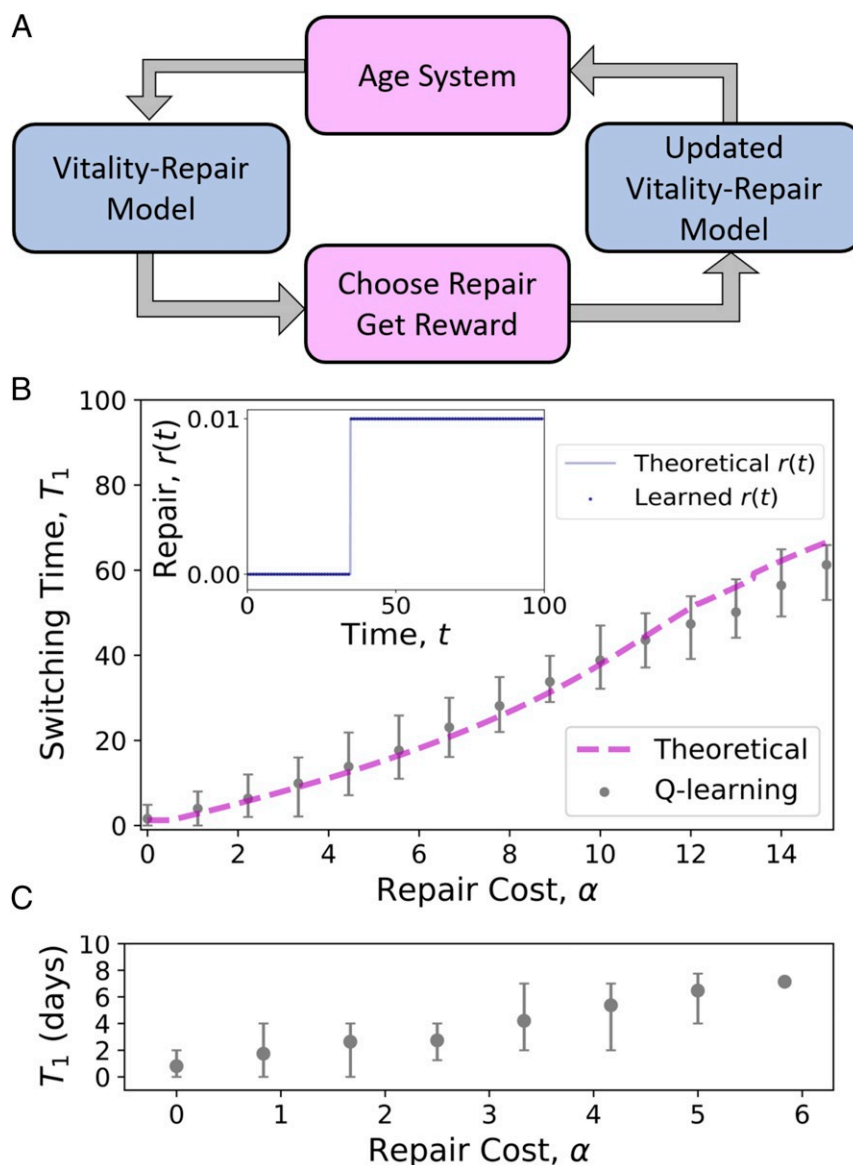 A
Age System
Vitality-Repair
Model
Updated
Vitality-Repair
Model
Choose Repair
Get Reward
B
Switching Time, T1
100
80
60
40
20
0
Repair, r(t)
0.01
0.00
0 50 100
Time, t
Theoretical r(t)
Learned r(t)
Theoretical
Q-learning
0 2 4 6 8 10 12 14
Repair Cost, α
C
T1 (days)
10
8
6
4
2
0
0 1 2 3 4 5 6
Repair Cost, α